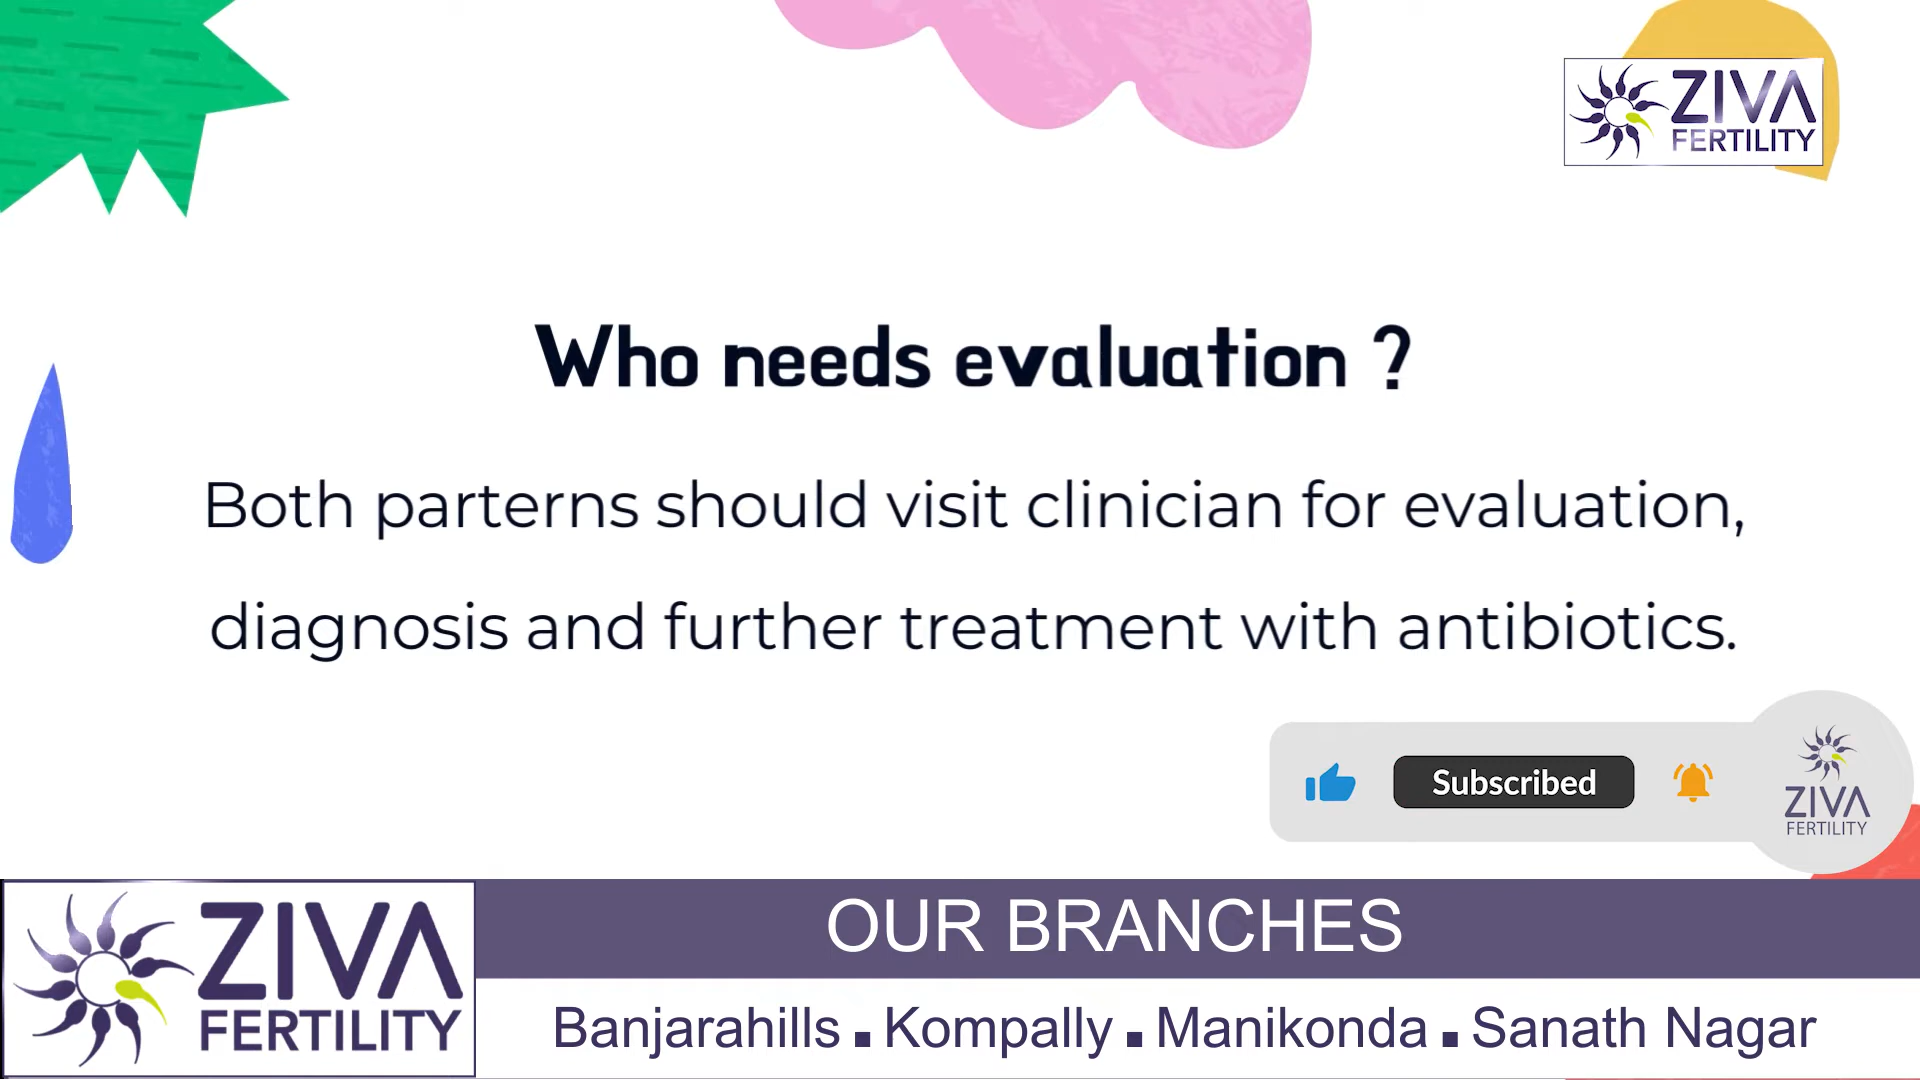 ZIVA
FERTILITY
Who needs evaluation ?
Both parterns should visit clinician for evaluation,
diagnosis and further treatment with antibiotics.
Subscribed
ZIVA
FERTILITY
ZIVA
FERTILITY
OUR BRANCHES
Banjarahills ■ Kompally ■ Manikonda ■ Sanath Nagar